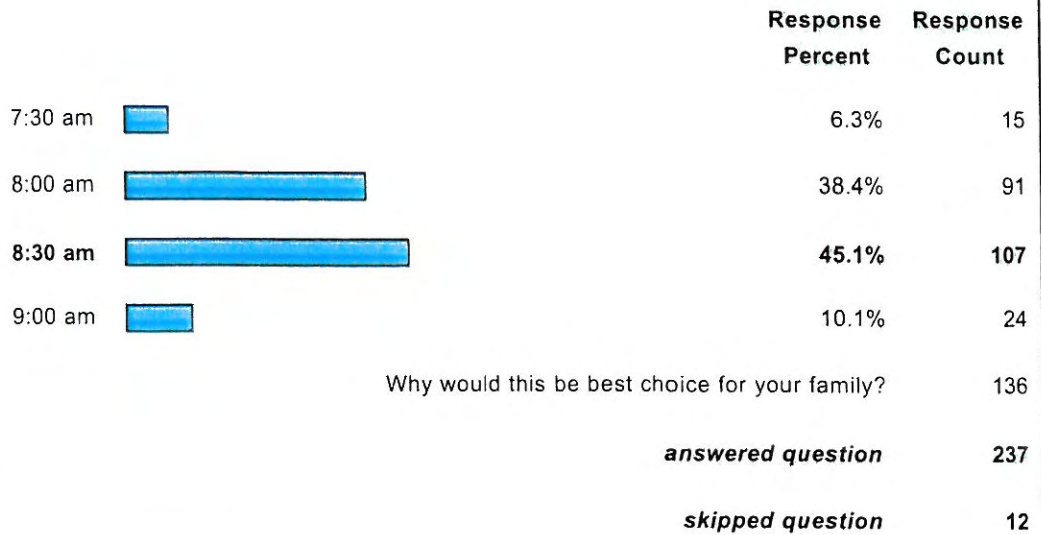 Response Response
Percent Count
7:30 am 6.3% 15
8:00 am 38.4% 91
8:30 am 45.1% 107
9:00 am 10.1% 24
Why would this be best choice for your family? 136
answered question 237
skipped question 12